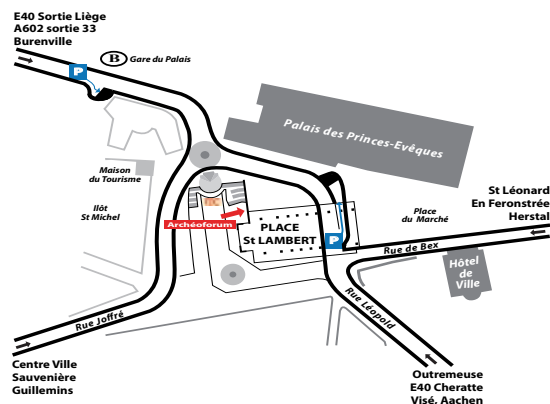 E40 Sortie Liège
A602 sortie 33
Burenville
B
Gare du Palais
P
Palais des Princes-Evêques
Maison
du Tourisme
Ilôt
St Michel
Archéoforum
PLACE
St LAMBERT
P
Place
du Marché
St Léonard
En Feronstrée
Herstal
Rue de Bex
Hôtel
de
Ville
Rue Joffré
Rue Léopold
Centre Ville
Sauvenière
Guillemins
Outremeuse
E40 Cheratte
Visé, Aachen